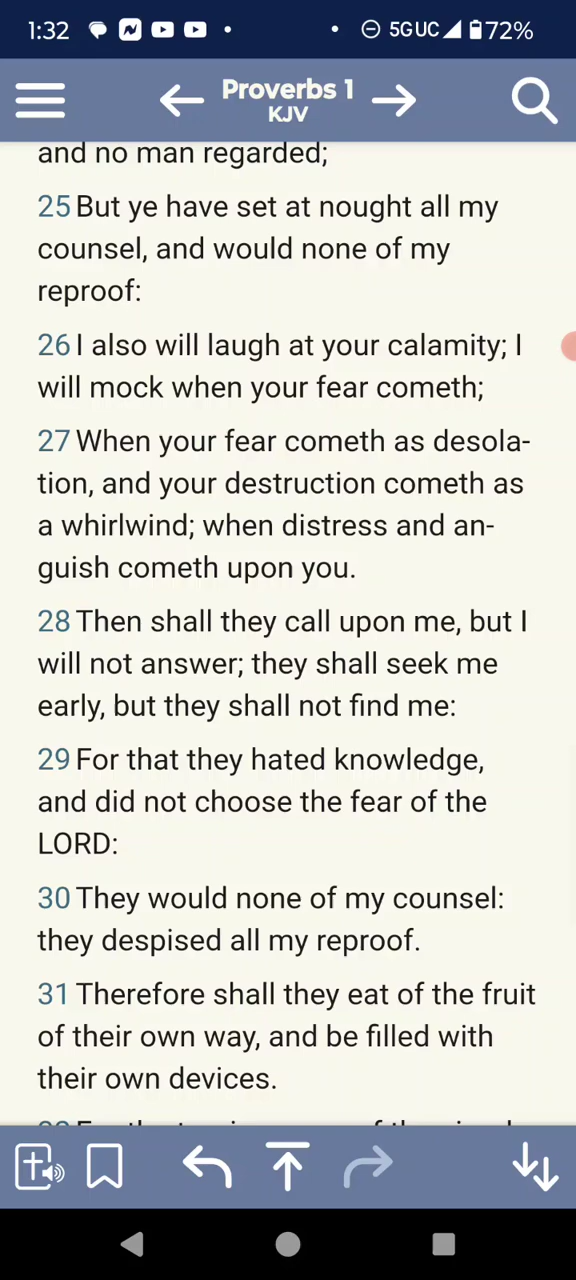 1:32
5GUC 72%
Proverbs 1
KJV
and no man regarded;
25 But ye have set at nought all my
counsel, and would none of my
reproof:
26 I also will laugh at your calamity; I
will mock when your fear cometh;
27 When your fear cometh as desola-
tion, and your destruction cometh as
a whirlwind; when distress and an-
guish cometh upon you.
28 Then shall they call upon me, but I
will not answer; they shall seek me
early, but they shall not find me:
29 For that they hated knowledge,
and did not choose the fear of the
LORD:
30 They would none of my counsel:
they despised all my reproof.
31 Therefore shall they eat of the fruit
of their own way, and be filled with
their own devices.